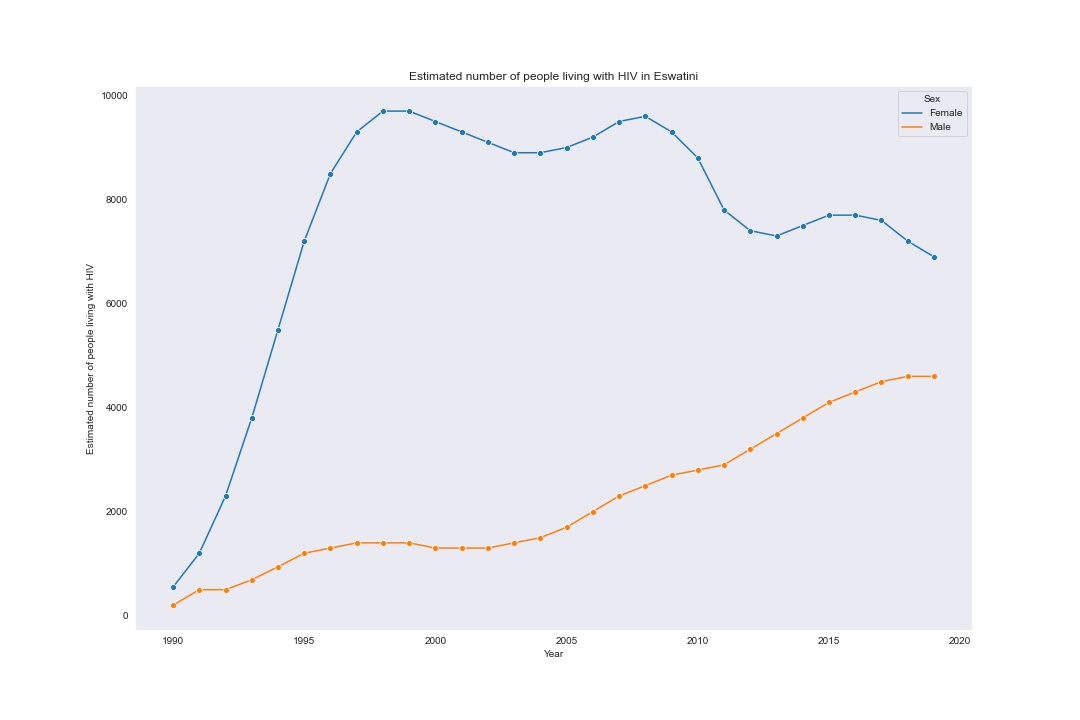 Estimated number of people living with HIV in Eswatini
Sex
Female
Male
Estimated number of people living with HIV
10000
8000
6000
4000
2000
0
1990 1995 2000 2005 2010 2015 2020
Year